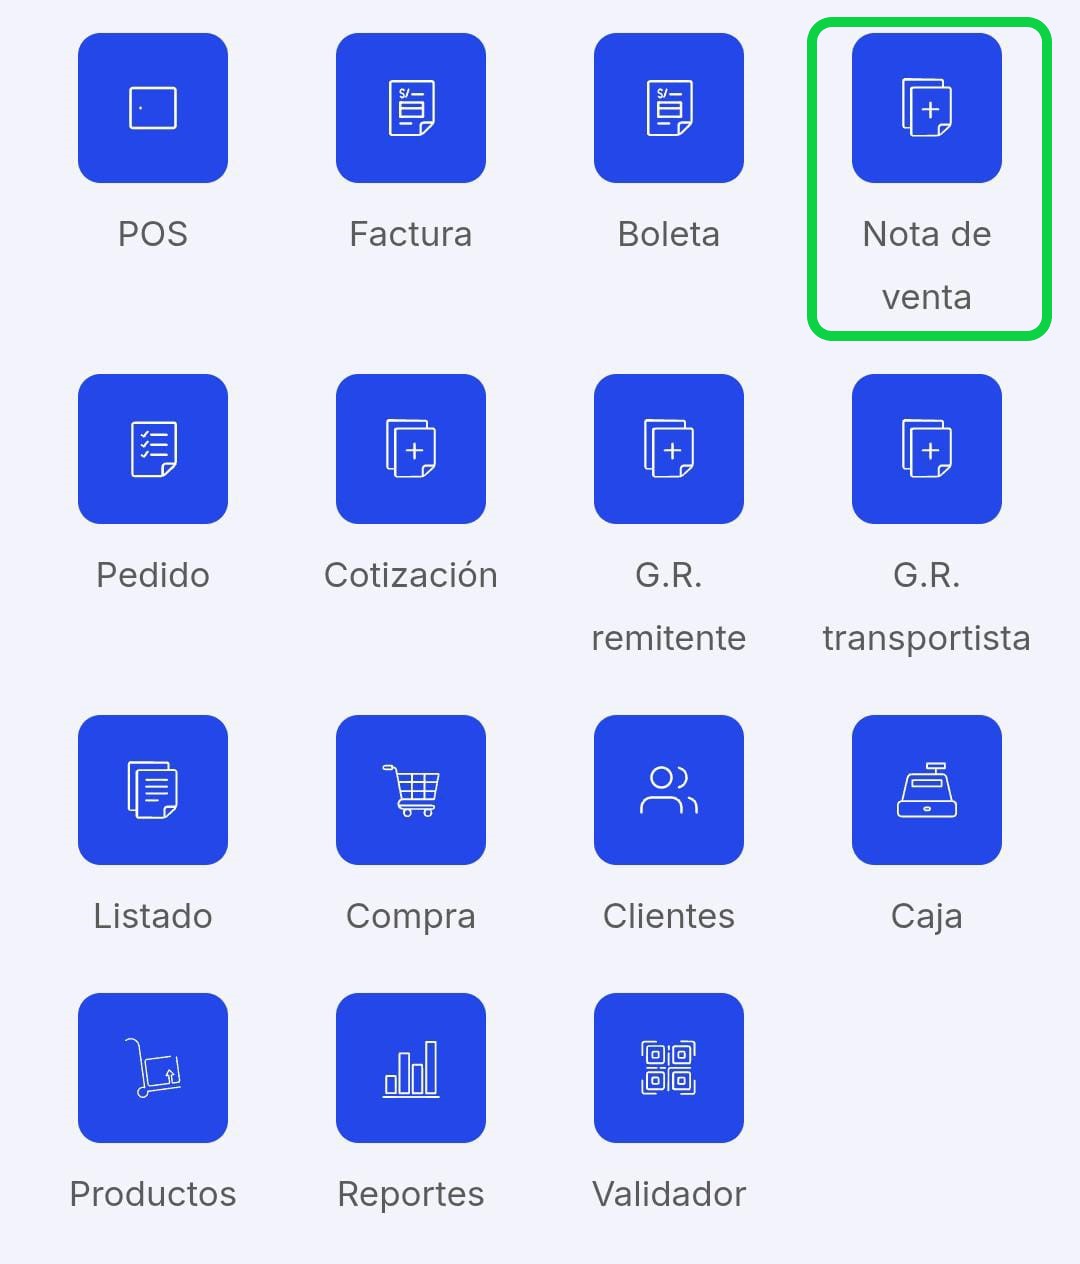 POS
Factura
Boleta
Nota de
venta
Pedido
Cotización
G.R.
remitente
G.R.
transportista
Listado
Compra
Clientes
Caja
Productos
Reportes
Validador